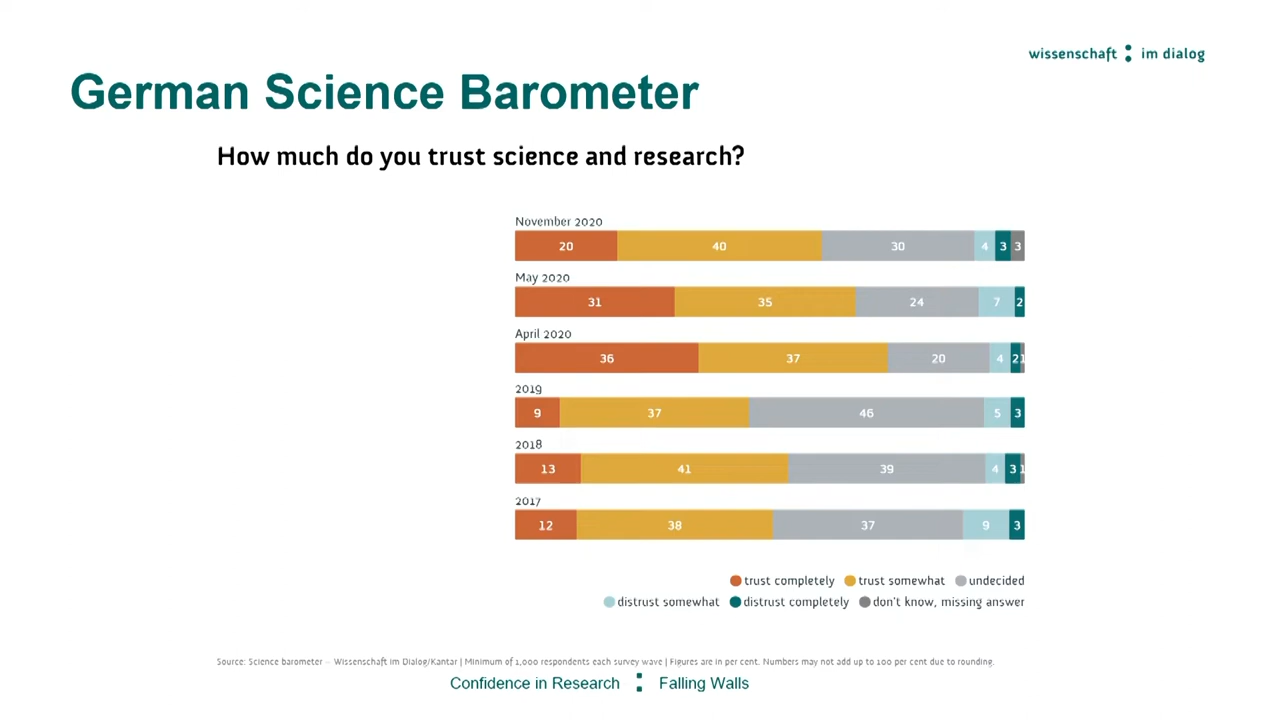 wissenschaft : im dialog
German Science Barometer
How much do you trust science and research?
November 2020
20 40 30 4 3 3
May 2020
31 35 24 7 2
April 2020
36 37 20 4 2 1
2019
9 37 46 5 3
2018
13 41 39 4 3 1
2017
12 38 37 9 3
trust completely trust somewhat undecided
distrust somewhat distrust completely don't know, missing answer
Source: Science barometer – Wissenschaft im Dialog/Kantar | Minimum of 1,000 respondents each survey wave | Figures are in per cent. Numbers may not add up to 100 per cent due to rounding.
Confidence in Research : Falling Walls